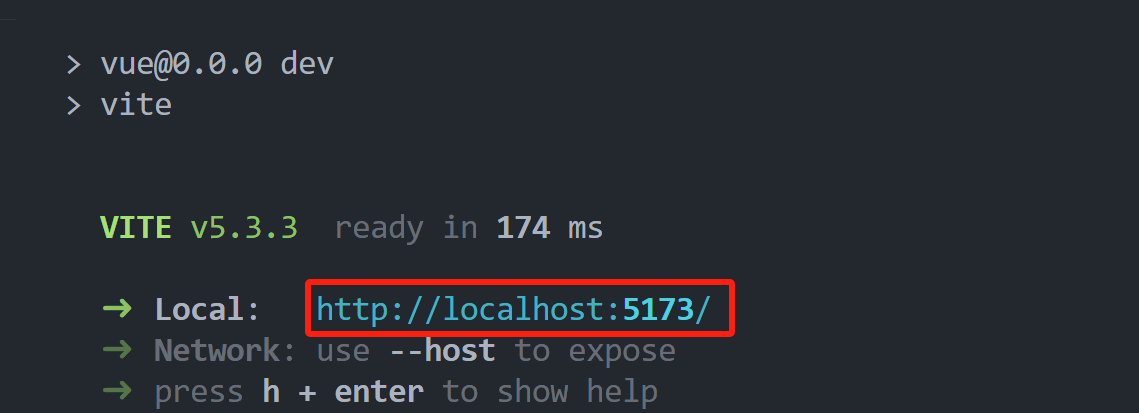 > vue@0.0.0 dev
> vite
VITE v5.3.3 ready in 174 ms
➜ Local: http://localhost:5173/
➜ Network: use --host to expose
➜ press h + enter to show help